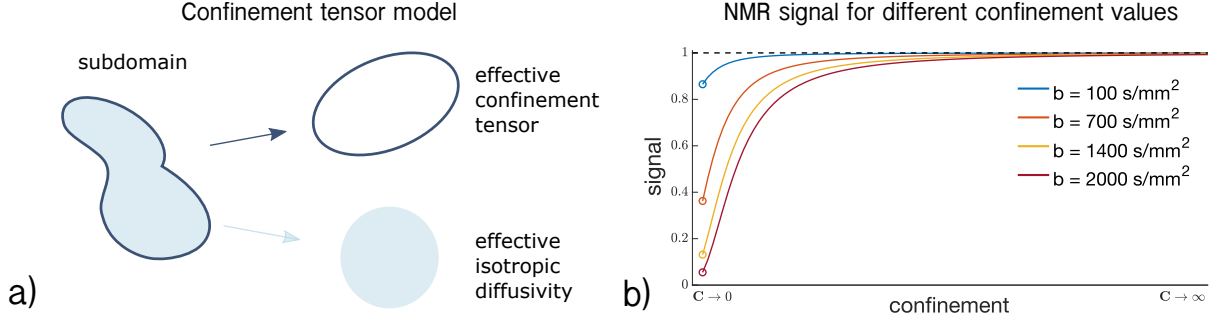 Confinement tensor model
subdomain
effective
confinement
tensor
effective
isotropic
diffusivity
a)
NMR signal for different confinement values
1
0.8
0.6
0.4
0.2
0
signal
b = 100 s/mm²
b = 700 s/mm²
b = 1400 s/mm²
b = 2000 s/mm²
C → 0
confinement
C → ∞
b)